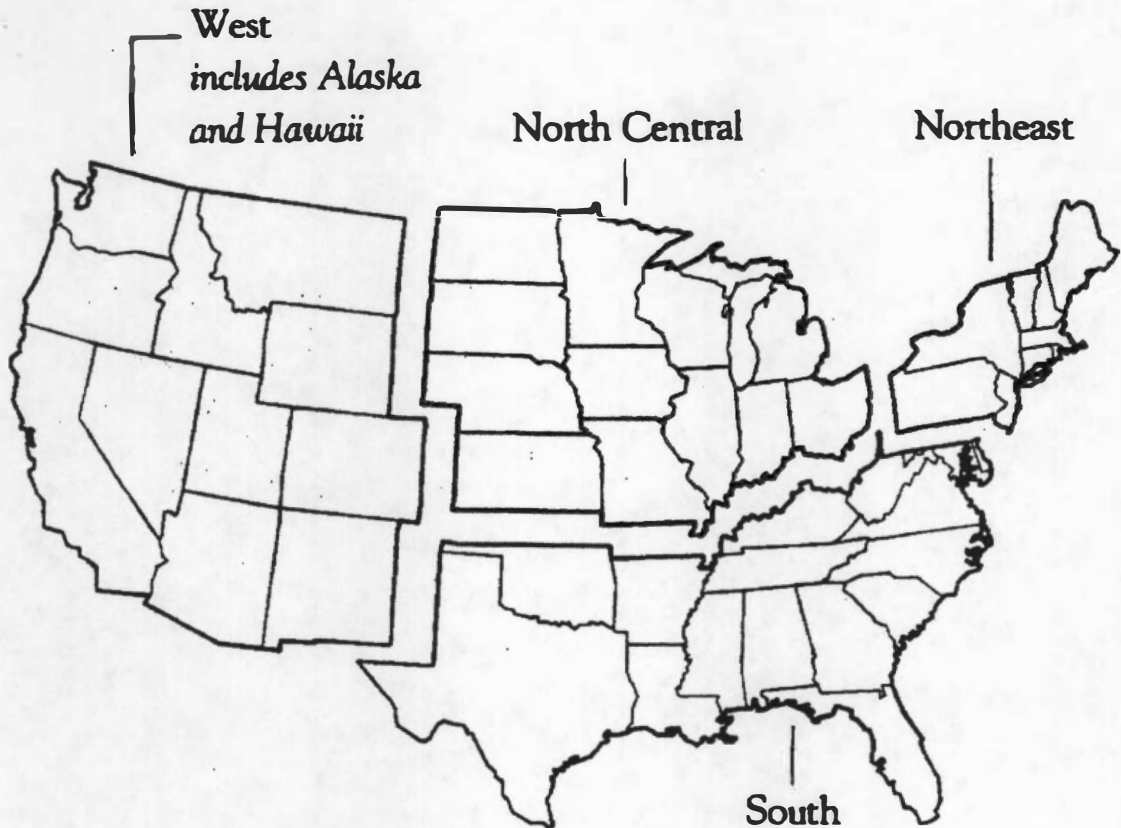 West
includes Alaska
and Hawaii
North Central
Northeast
South